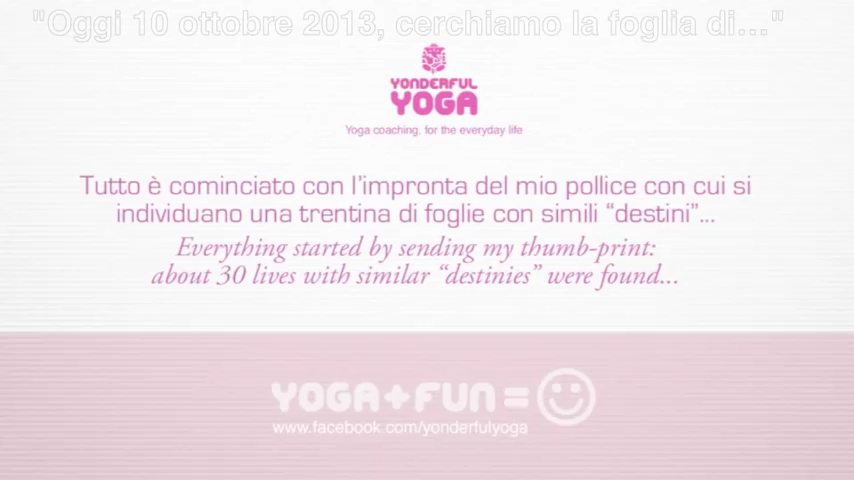 "Oggi 10 ottobre 2013, cerchiamo la foglia di..."
YONDERFUL
YOGA
Yoga coaching, for the everyday life
Tutto è cominciato con l'impronta del mio pollice con cui si
individuano una trentina di foglie con simili “destini”...
Everything started by sending my thumb-print:
about 30 lives with similar “destinies” were found...
YOGA+FUN=
www.facebook.com/yonderfulyoga